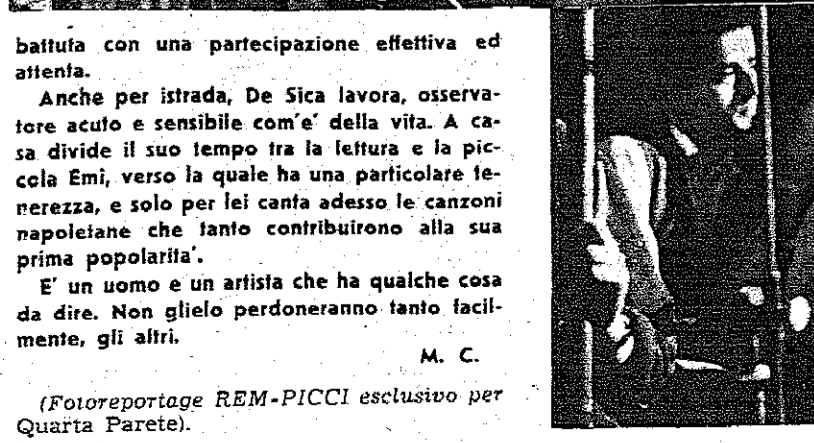 battuta con una partecipazione effettiva ed
attenta.
Anche per istrada, De Sica lavora, osserva-
tore acuto e sensibile com'e' della vita. A ca-
sa divide il suo tempo tra la lettura e la pic-
cola Emi, verso la quale ha una particolare te-
nerezza, e solo per lei canta adesso le canzoni
napoletane che tanto contribuirono alla sua
prima popolarita'.
E' un uomo e un artista che ha qualche cosa
da dire. Non glielo perdoneranno tanto facil-
mente, gli altri.
M. C.
(Fotoreportage REM-PICCI esclusivo per
Quarta Parete).